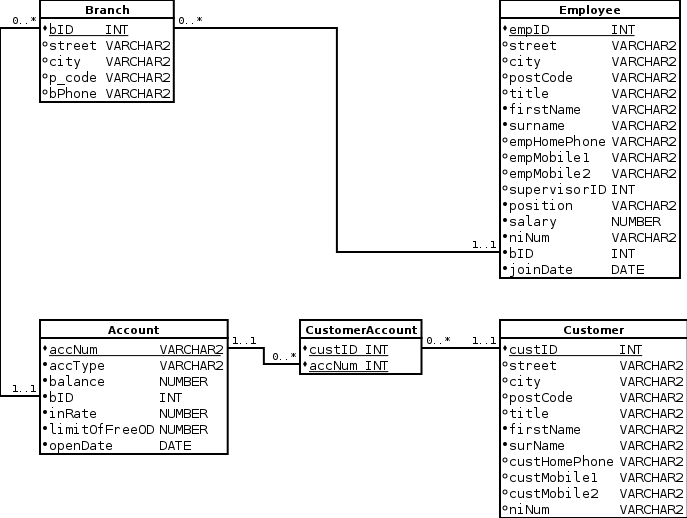 Branch
bID INT
street VARCHAR2
city VARCHAR2
p_code VARCHAR2
bPhone VARCHAR2
0..*
0..*
Employee
empID INT
street VARCHAR2
city VARCHAR2
postCode VARCHAR2
title VARCHAR2
firstName VARCHAR2
surname VARCHAR2
empHomePhone VARCHAR2
empMobile1 VARCHAR2
empMobile2 VARCHAR2
supervisorID INT
position VARCHAR2
salary NUMBER
niNum VARCHAR2
bID INT
joinDate DATE
1..1
Account
accNum VARCHAR2
accType VARCHAR2
balance NUMBER
bID INT
inRate NUMBER
limitOfFreeOD NUMBER
openDate DATE
1..1
1..1
0..*
CustomerAccount
custID INT
accNum INT
0..*
1..1
Customer
custID INT
street VARCHAR2
city VARCHAR2
postCode VARCHAR2
title VARCHAR2
firstName VARCHAR2
surName VARCHAR2
custHomePhone VARCHAR2
custMobile1 VARCHAR2
custMobile2 VARCHAR2
niNum VARCHAR2